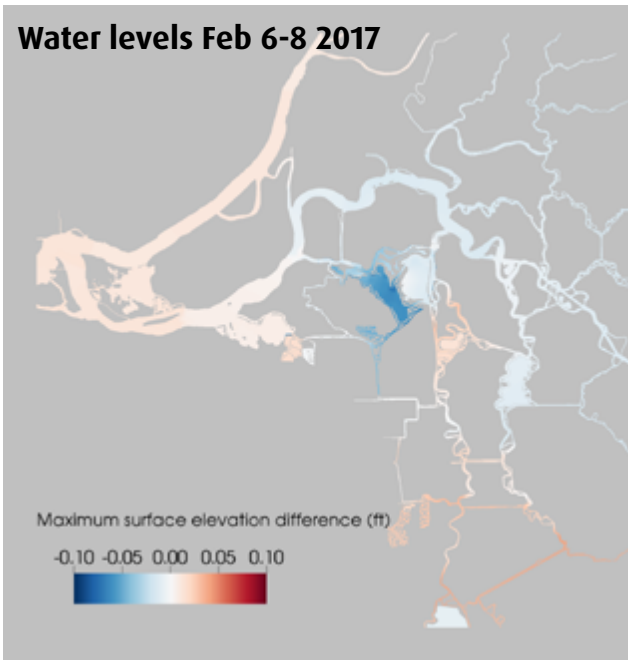 Water levels Feb 6-8 2017
Maximum surface elevation difference (ft)
-0.10 -0.05 0.00 0.05 0.10